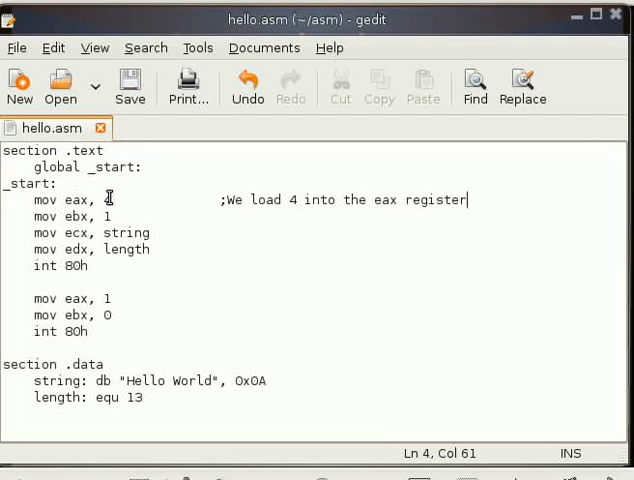 hello.asm (~/asm) - gedit
File Edit View Search Tools Documents Help
New Open Save Print... Undo Redo Cut Copy Paste Find Replace
hello.asm
section .text
global _start:
_start:
mov eax, 4 ;We load 4 into the eax register
mov ebx, 1
mov ecx, string
mov edx, length
int 80h
mov eax, 1
mov ebx, 0
int 80h
section .data
string: db "Hello World", 0x0A
length: equ 13
Ln 4, Col 61 INS